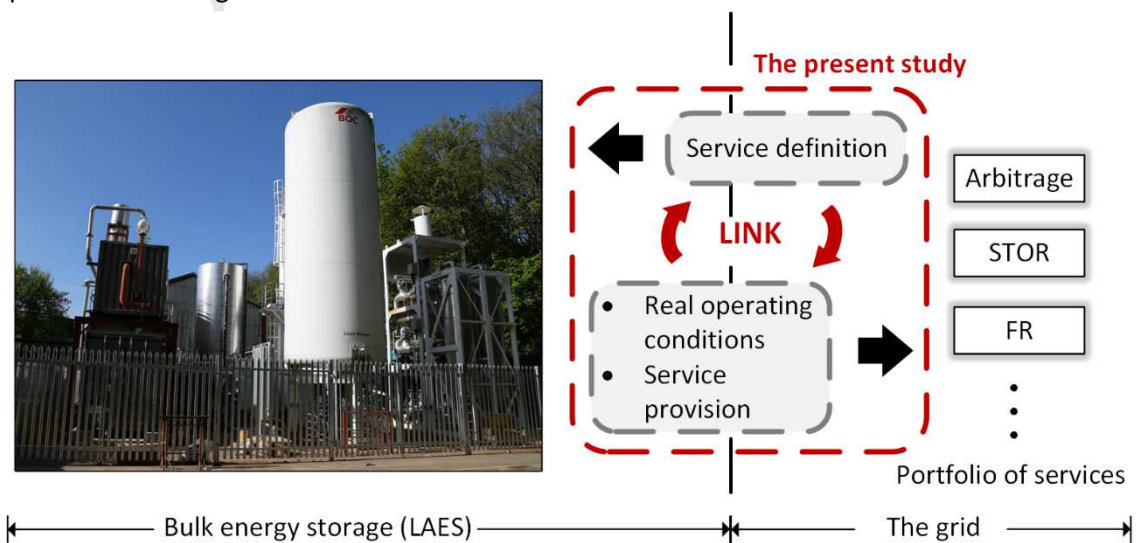 The present study
BOC
Service definition
Arbitrage
LINK
STOR
• Real operating
conditions
• Service
provision
FR
Portfolio of services
Bulk energy storage (LAES)
The grid